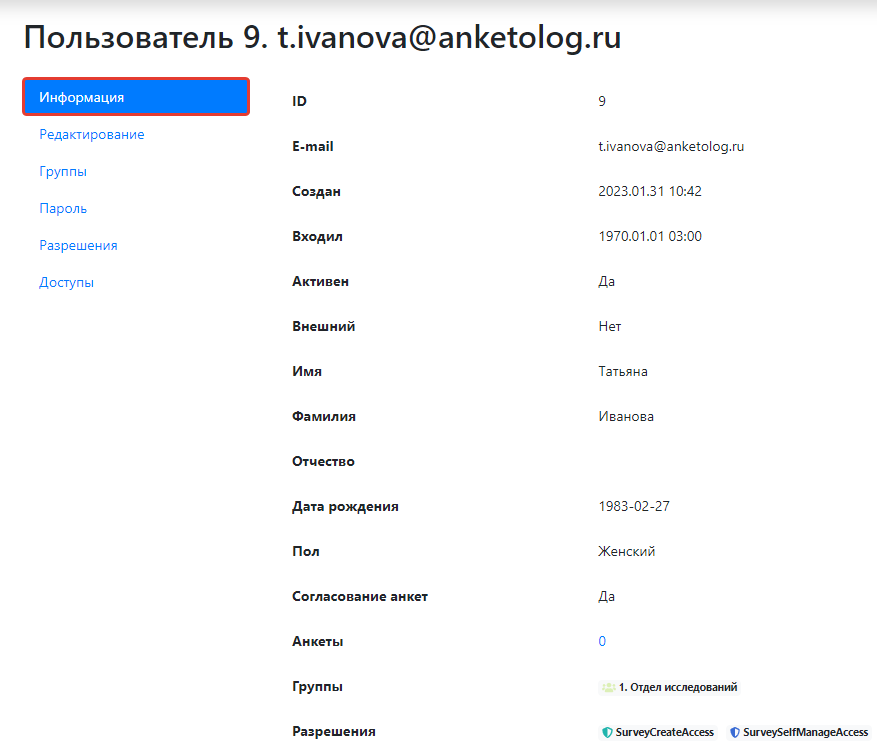 Пользователь 9. t.ivanova@anketolog.ru
Информация
Редактирование
Группы
Пароль
Разрешения
Доступы
ID 9
E-mail t.ivanova@anketolog.ru
Создан 2023.01.31 10:42
Входил 1970.01.01 03:00
Активен Да
Внешний Нет
Имя Татьяна
Фамилия Иванова
Отчество
Дата рождения 1983-02-27
Пол Женский
Согласование анкет Да
Анкеты 0
Группы 1. Отдел исследований
Разрешения SurveyCreateAccess SurveySelfManageAccess